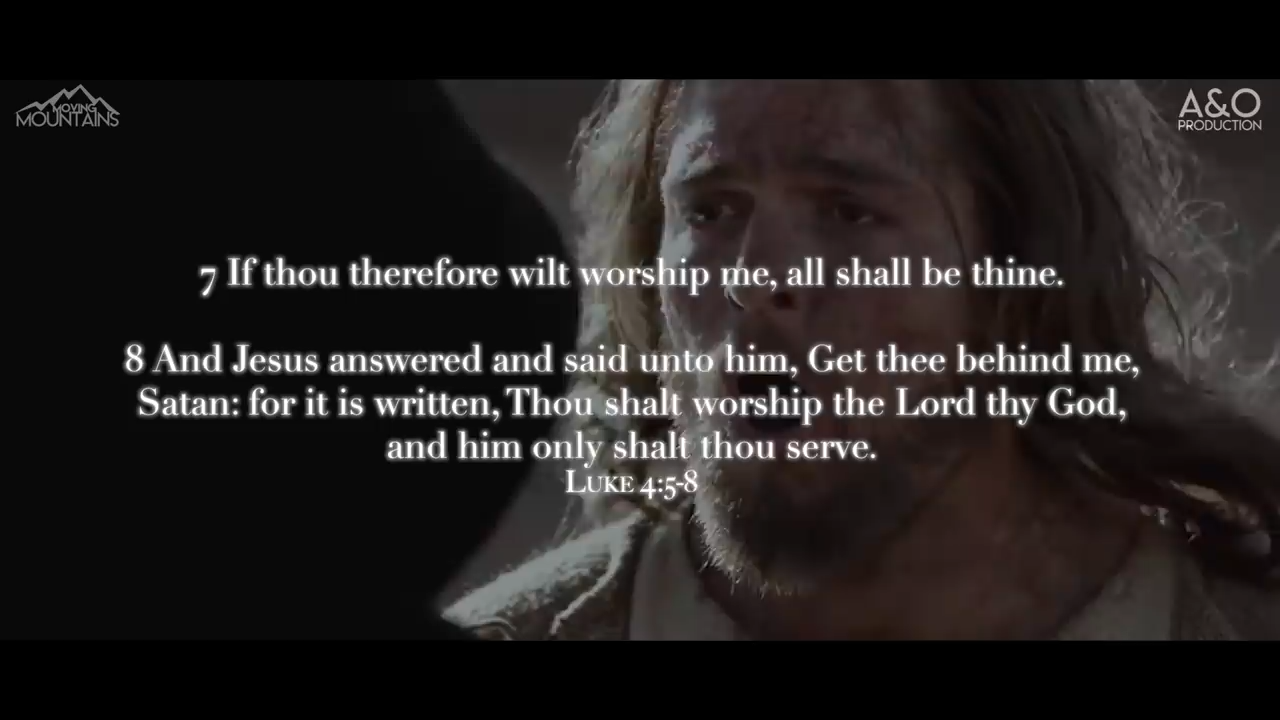 MOVING
MOUNTAINS
A&O
PRODUCTION
7 If thou therefore wilt worship me, all shall be thine.
8 And Jesus answered and said unto him, Get thee behind me,
Satan: for it is written, Thou shalt worship the Lord thy God,
and him only shalt thou serve.
Luke 4:5-8